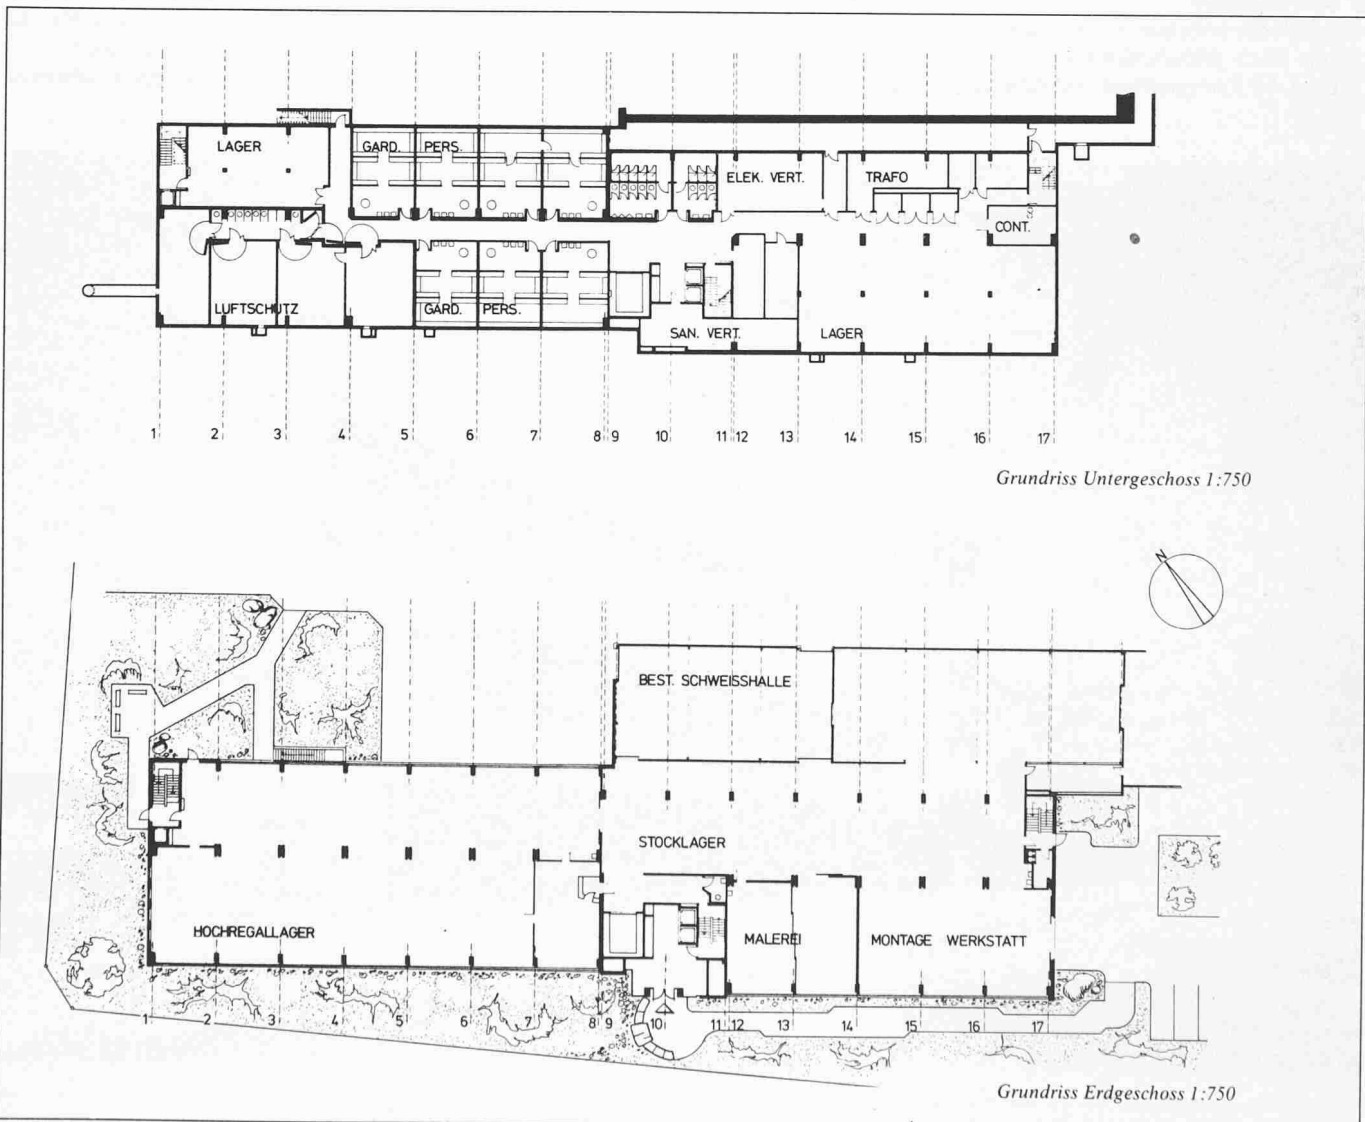 LAGER GARD. PERS. ELEK. VERT. TRAFO
CONT.
LUFTSCHUTZ GARD. PERS. SAN. VERT. LAGER
1 2 3 4 5 6 7 8 9 10 11 12 13 14 15 16 17
Grundriss Untergeschoss 1:750
N
BEST. SCHWEISSHALLE
STOCKLAGER
HOCHREGALLAGER MALEREI MONTAGE WERKSTATT
1 2 3 4 5 6 7 8 9 10 11 12 13 14 15 16 17
Grundriss Erdgeschoss 1:750